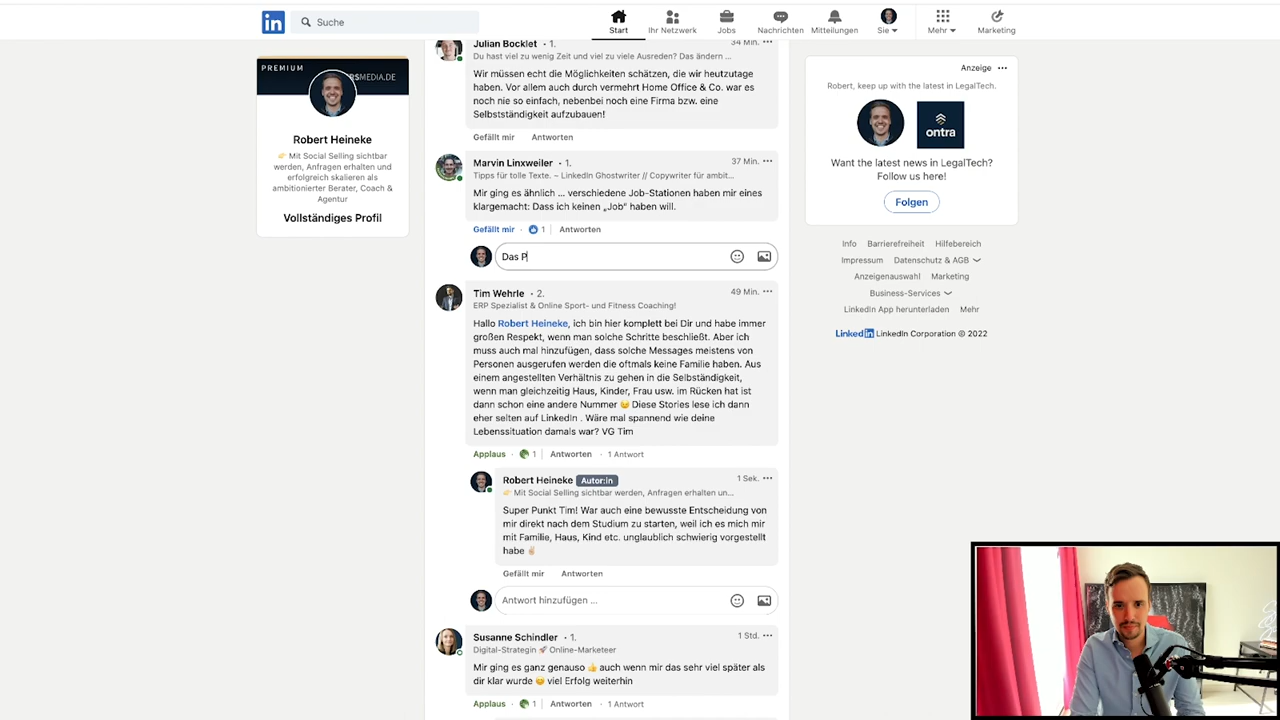 in
Suche
Start
Ihr Netzwerk
Jobs
Nachrichten
Mitteilungen
Sie
Mehr
Marketing
PREMIUM
MEDIA.DE
Robert Heineke
👉 Mit Social Selling sichtbar
werden, Anfragen erhalten und
erfolgreich skalieren als
ambitionierter Berater, Coach &
Agentur
Vollständiges Profil
Julian Bocklet • 1.
34 Min.
Du hast viel zu wenig Zeit und viel zu viele Ausreden? Das ändern ...
Wir müssen echt die Möglichkeiten schätzen, die wir heutzutage
haben. Vor allem auch durch vermehrt Home Office & Co. war es
noch nie so einfach, nebenbei noch eine Firma bzw. eine
Selbstständigkeit aufzubauen!
Gefällt mir
Antworten
Marvin Linxweiler • 1.
37 Min.
Tipps für tolle Texte. – LinkedIn Ghostwriter // Copywriter für ambit...
Mir ging es ähnlich ... verschiedene Job-Stationen haben mir eines
klargemacht: Dass ich keinen „Job" haben will.
Gefällt mir · 1 | Antworten
Das P
Tim Wehrle • 2.
49 Min.
ERP Spezialist & Online Sport- und Fitness Coaching!
Hallo Robert Heineke, ich bin hier komplett bei Dir und habe immer
großen Respekt, wenn man solche Schritte beschließt. Aber ich
muss auch mal hinzufügen, dass solche Messages meistens von
Personen ausgerufen werden die oftmals keine Familie haben. Aus
einem angestellten Verhältnis zu gehen in die Selbständigkeit,
wenn man gleichzeitig Haus, Kinder, Frau usw. im Rücken hat ist
dann schon eine andere Nummer 😉 Diese Stories lese ich dann
eher selten auf LinkedIn . Wäre mal spannend wie deine
Lebenssituation damals war? VG Tim
Applaus · 1 | Antworten · 1 Antwort
Robert Heineke Autor:in
1 Sek.
👉 Mit Social Selling sichtbar werden, Anfragen erhalten un...
Super Punkt Tim! War auch eine bewusste Entscheidung von
mir direkt nach dem Studium zu starten, weil ich es mich mir
mit Familie, Haus, Kind etc. unglaublich schwierig vorgestellt
habe ✌🏼
Gefällt mir
Antworten
Antwort hinzufügen ...
Susanne Schindler • 1.
1 Std.
Digital-Strategin 🚀 Online-Marketeer
Mir ging es ganz genauso 👍 auch wenn mir das sehr viel später als
dir klar wurde 😊 viel Erfolg weiterhin
Applaus · 1 | Antworten · 1 Antwort
Anzeige
Robert, keep up with the latest in LegalTech.
ontra
Want the latest news in LegalTech?
Follow us here!
Folgen
Info
Barrierefreiheit
Hilfebereich
Impressum
Datenschutz & AGB
Anzeigenauswahl
Marketing
Business-Services
LinkedIn App herunterladen
Mehr
LinkedIn LinkedIn Corporation © 2022